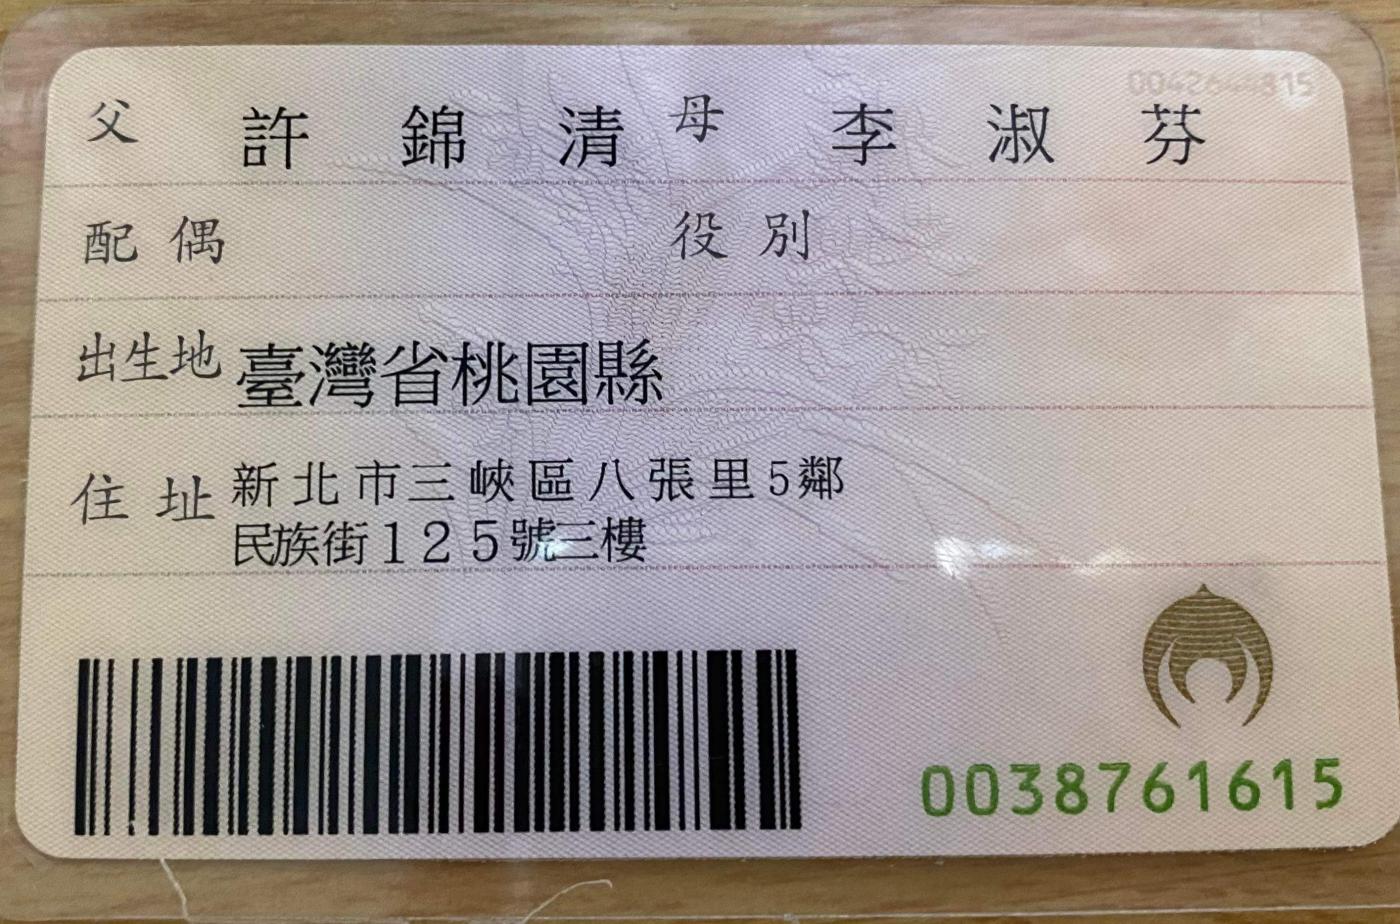 父 許錦清 母 李淑芬
配偶 役別
出生地 臺灣省桃園縣
住址 新北市三峽區八張里5鄰
民族街125號三樓
0038761615